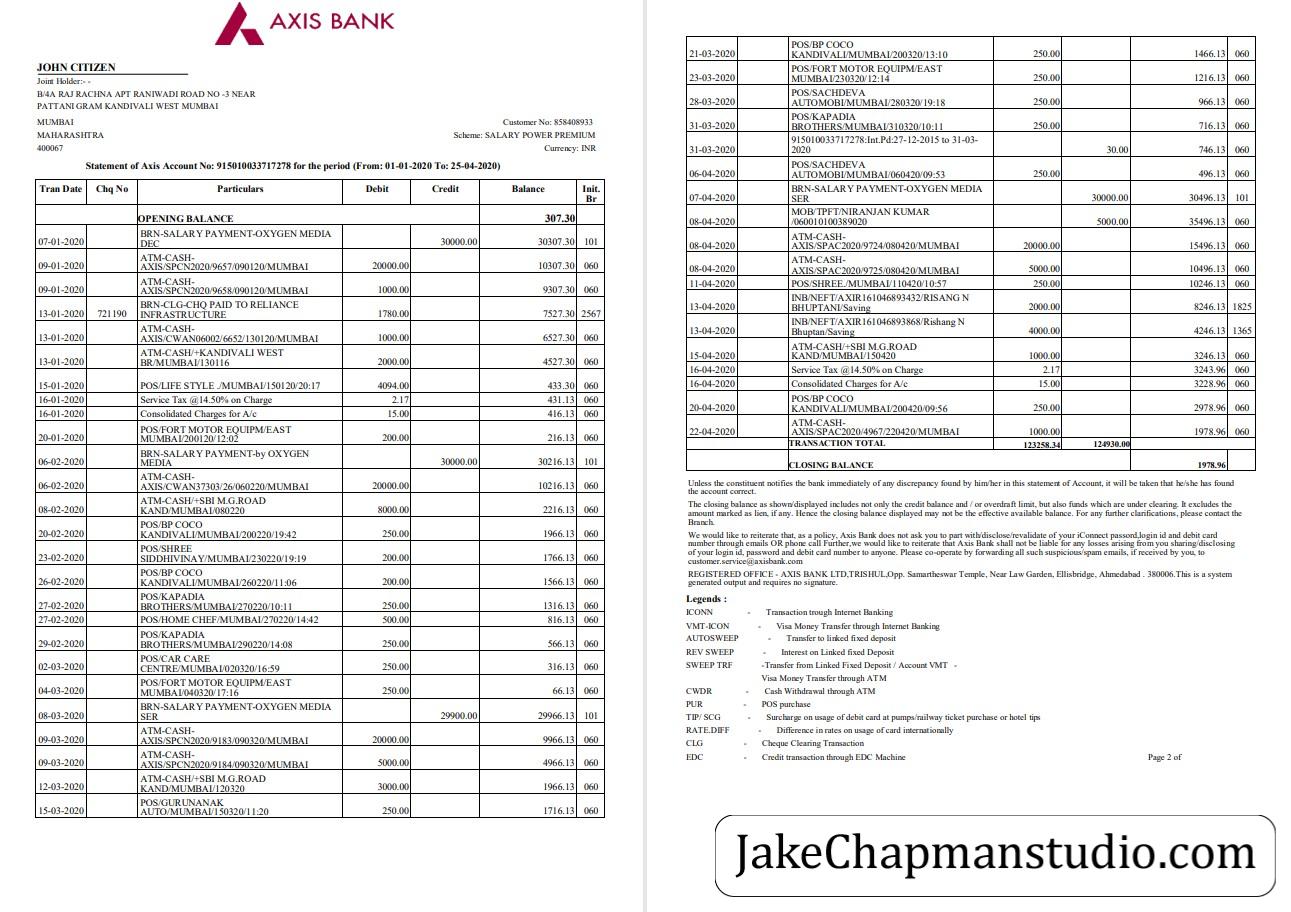 AXIS BANK
JOHN CITIZEN
Joint Holder:- -
B/4A RAJ RACHNA APT RANIWADI ROAD NO -3 NEAR
PATTANI GRAM KANDIVALI WEST MUMBAI
MUMBAI Customer No: 858408933
MAHARASHTRA Scheme: SALARY POWER PREMIUM
400067 Currency: INR
Statement of Axis Account No: 915010033717278 for the period (From: 01-01-2020 To: 25-04-2020)
Tran Date Chq No Particulars Debit Credit Balance Init.
Br
OPENING BALANCE 307.30
BRN-SALARY PAYMENT-OXYGEN MEDIA
07-01-2020 DEC 30000.00 30307.30 101
ATM-CASH-
09-01-2020 AXIS/SPCN2020/9657/090120/MUMBAI 20000.00 10307.30 060
ATM-CASH-
09-01-2020 AXIS/SPCN2020/9658/090120/MUMBAI 1000.00 9307.30 060
BRN-CLG-CHQ PAID TO RELIANCE
13-01-2020 721190 INFRASTRUCTURE 1780.00 7527.30 2567
ATM-CASH-
13-01-2020 AXIS/CWAN06002/6652/130120/MUMBAI 1000.00 6527.30 060
ATM-CASH/+KANDIVALI WEST
13-01-2020 BR/MUMBAI/130116 2000.00 4527.30 060
15-01-2020 POS/LIFE STYLE ./MUMBAI/150120/20:17 4094.00 433.30 060
16-01-2020 Service Tax @14.50% on Charge 2.17 431.13 060
16-01-2020 Consolidated Charges for A/c 15.00 416.13 060
POS/FORT MOTOR EQUIPM/EAST
20-01-2020 MUMBAI/200120/12:02 200.00 216.13 060
BRN-SALARY PAYMENT-by OXYGEN
06-02-2020 MEDIA 30000.00 30216.13 101
ATM-CASH-
06-02-2020 AXIS/CWAN37303/26/060220/MUMBAI 20000.00 10216.13 060
ATM-CASH/+SBI M.G.ROAD
08-02-2020 KAND/MUMBAI/080220 8000.00 2216.13 060
POS/BP COCO
20-02-2020 KANDIVALI/MUMBAI/200220/19:42 250.00 1966.13 060
POS/SHREE
23-02-2020 SIDDHIVINAY/MUMBAI/230220/19:19 200.00 1766.13 060
POS/BP COCO
26-02-2020 KANDIVALI/MUMBAI/260220/11:06 200.00 1566.13 060
POS/KAPADIA
27-02-2020 BROTHERS/MUMBAI/270220/10:11 250.00 1316.13 060
27-02-2020 POS/HOME CHEF/MUMBAI/270220/14:42 500.00 816.13 060
POS/KAPADIA
29-02-2020 BROTHERS/MUMBAI/290220/14:08 250.00 566.13 060
POS/CAR CARE
02-03-2020 CENTRE/MUMBAI/020320/16:59 250.00 316.13 060
POS/FORT MOTOR EQUIPM/EAST
04-03-2020 MUMBAI/040320/17:16 250.00 66.13 060
BRN-SALARY PAYMENT-OXYGEN MEDIA
08-03-2020 SER 29900.00 29966.13 101
ATM-CASH-
09-03-2020 AXIS/SPCN2020/9183/090320/MUMBAI 20000.00 9966.13 060
ATM-CASH-
09-03-2020 AXIS/SPCN2020/9184/090320/MUMBAI 5000.00 4966.13 060
ATM-CASH/+SBI M.G.ROAD
12-03-2020 KAND/MUMBAI/120320 3000.00 1966.13 060
POS/GURUNANAK
15-03-2020 AUTO/MUMBAI/150320/11:20 250.00 1716.13 060
POS/BP COCO
21-03-2020 KANDIVALI/MUMBAI/200320/13:10 250.00 1466.13 060
POS/FORT MOTOR EQUIPM/EAST
23-03-2020 MUMBAI/230320/12:14 250.00 1216.13 060
POS/SACHDEVA
28-03-2020 AUTOMOBI/MUMBAI/280320/19:18 250.00 966.13 060
POS/KAPADIA
31-03-2020 BROTHERS/MUMBAI/310320/10:11 250.00 716.13 060
915010033717278:Int.Pd:27-12-2015 to 31-03-
31-03-2020 2020 30.00 746.13 060
POS/SACHDEVA
06-04-2020 AUTOMOBI/MUMBAI/060420/09:53 250.00 496.13 060
BRN-SALARY PAYMENT-OXYGEN MEDIA
07-04-2020 SER 30000.00 30496.13 101
MOB/TPFT/NIRANJAN KUMAR
08-04-2020 /060010100389020 5000.00 35496.13 060
ATM-CASH-
08-04-2020 AXIS/SPAC2020/9724/080420/MUMBAI 20000.00 15496.13 060
ATM-CASH-
08-04-2020 AXIS/SPAC2020/9725/080420/MUMBAI 5000.00 10496.13 060
11-04-2020 POS/SHREE./MUMBAI/110420/10:57 250.00 10246.13 060
INB/NEFT/AXIR161046893432/RISANG N
13-04-2020 BHUPTANI/Saving 2000.00 8246.13 1825
INB/NEFT/AXIR161046893868/Rishang N
13-04-2020 Bhuptan/Saving 4000.00 4246.13 1365
ATM-CASH/+SBI M.G.ROAD
15-04-2020 KAND/MUMBAI/150420 1000.00 3246.13 060
16-04-2020 Service Tax @14.50% on Charge 2.17 3243.96 060
16-04-2020 Consolidated Charges for A/c 15.00 3228.96 060
POS/BP COCO
20-04-2020 KANDIVALI/MUMBAI/200420/09:56 250.00 2978.96 060
ATM-CASH-
22-04-2020 AXIS/SPAC2020/4967/220420/MUMBAI 1000.00 1978.96 060
TRANSACTION TOTAL 123258.34 124930.00
CLOSING BALANCE 1978.96
Unless the constituent notifies the bank immediately of any discrepancy found by him/her in this statement of Account, it will be taken that he/she has found
the account correct.
The closing balance as shown/displayed includes not only the credit balance and / or overdraft limit, but also funds which are under clearing. It excludes the
amount marked as lien, if any. Hence the closing balance displayed may not be the effective available balance. For any further clarifications, please contact the
Branch.
We would like to reiterate that, as a policy, Axis Bank does not ask you to part with/disclose/revalidate of your iConnect passord,login id and debit card
number through emails OR phone call Further,we would like to reiterate that Axis Bank shall not be liable for any losses arising from you sharing/disclosing
of your login id, password and debit card number to anyone. Please co-operate by forwarding all such suspicious/spam emails, if received by you, to
customer.service@axisbank.com
REGISTERED OFFICE - AXIS BANK LTD,TRISHUL,Opp. Samartheswar Temple, Near Law Garden, Ellisbridge, Ahmedabad . 380006.This is a system
generated output and requires no signature.
Legends :
ICONN - Transaction trough Internet Banking
VMT-ICON - Visa Money Transfer through Internet Banking
AUTOSWEEP - Transfer to linked fixed deposit
REV SWEEP - Interest on Linked fixed Deposit
SWEEP TRF -Transfer from Linked Fixed Deposit / Account VMT -
Visa Money Transfer through ATM
CWDR - Cash Withdrawal through ATM
PUR - POS purchase
TIP/ SCG - Surcharge on usage of debit card at pumps/railway ticket purchase or hotel tips
RATE.DIFF - Difference in rates on usage of card internationally
CLG - Cheque Clearing Transaction
EDC - Credit transaction through EDC Machine Page 2 of
JakeChapmanstudio.com